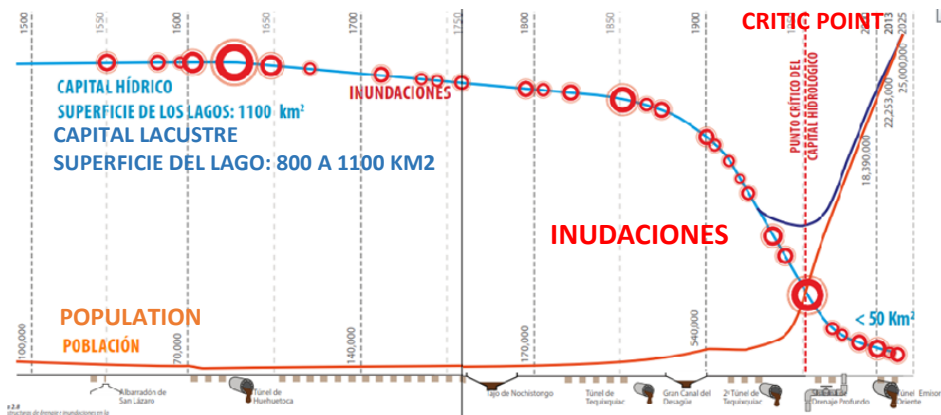 CRITIC POINT
1500
1550
1600
1650
1700
1750
1800
1850
1900
2013
2025
CAPITAL HÍDRICO
SUPERFICIE DE LOS LAGOS: 1100 km²
CAPITAL LACUSTRE
SUPERFICIE DEL LAGO: 800 A 1100 KM2
INUNDACIONES
INUDACIONES
PUNTO CRÍTICO DEL
CAPITAL HIDROLÓGICO
18,390,000
22,253,000
25,000,000
< 50 Km²
POPULATION
POBLACIÓN
100,000
70,000
140,000
170,000
540,000
Albarradón de
San Lázaro
Túnel de
Huehuetoca
Tajo de Nochistongo
Túnel de
Tequixquiac
Gran Canal del
Desagüe
2º Túnel de
Tequixquiac
Drenaje Profundo
Túnel Emisor
Oriente